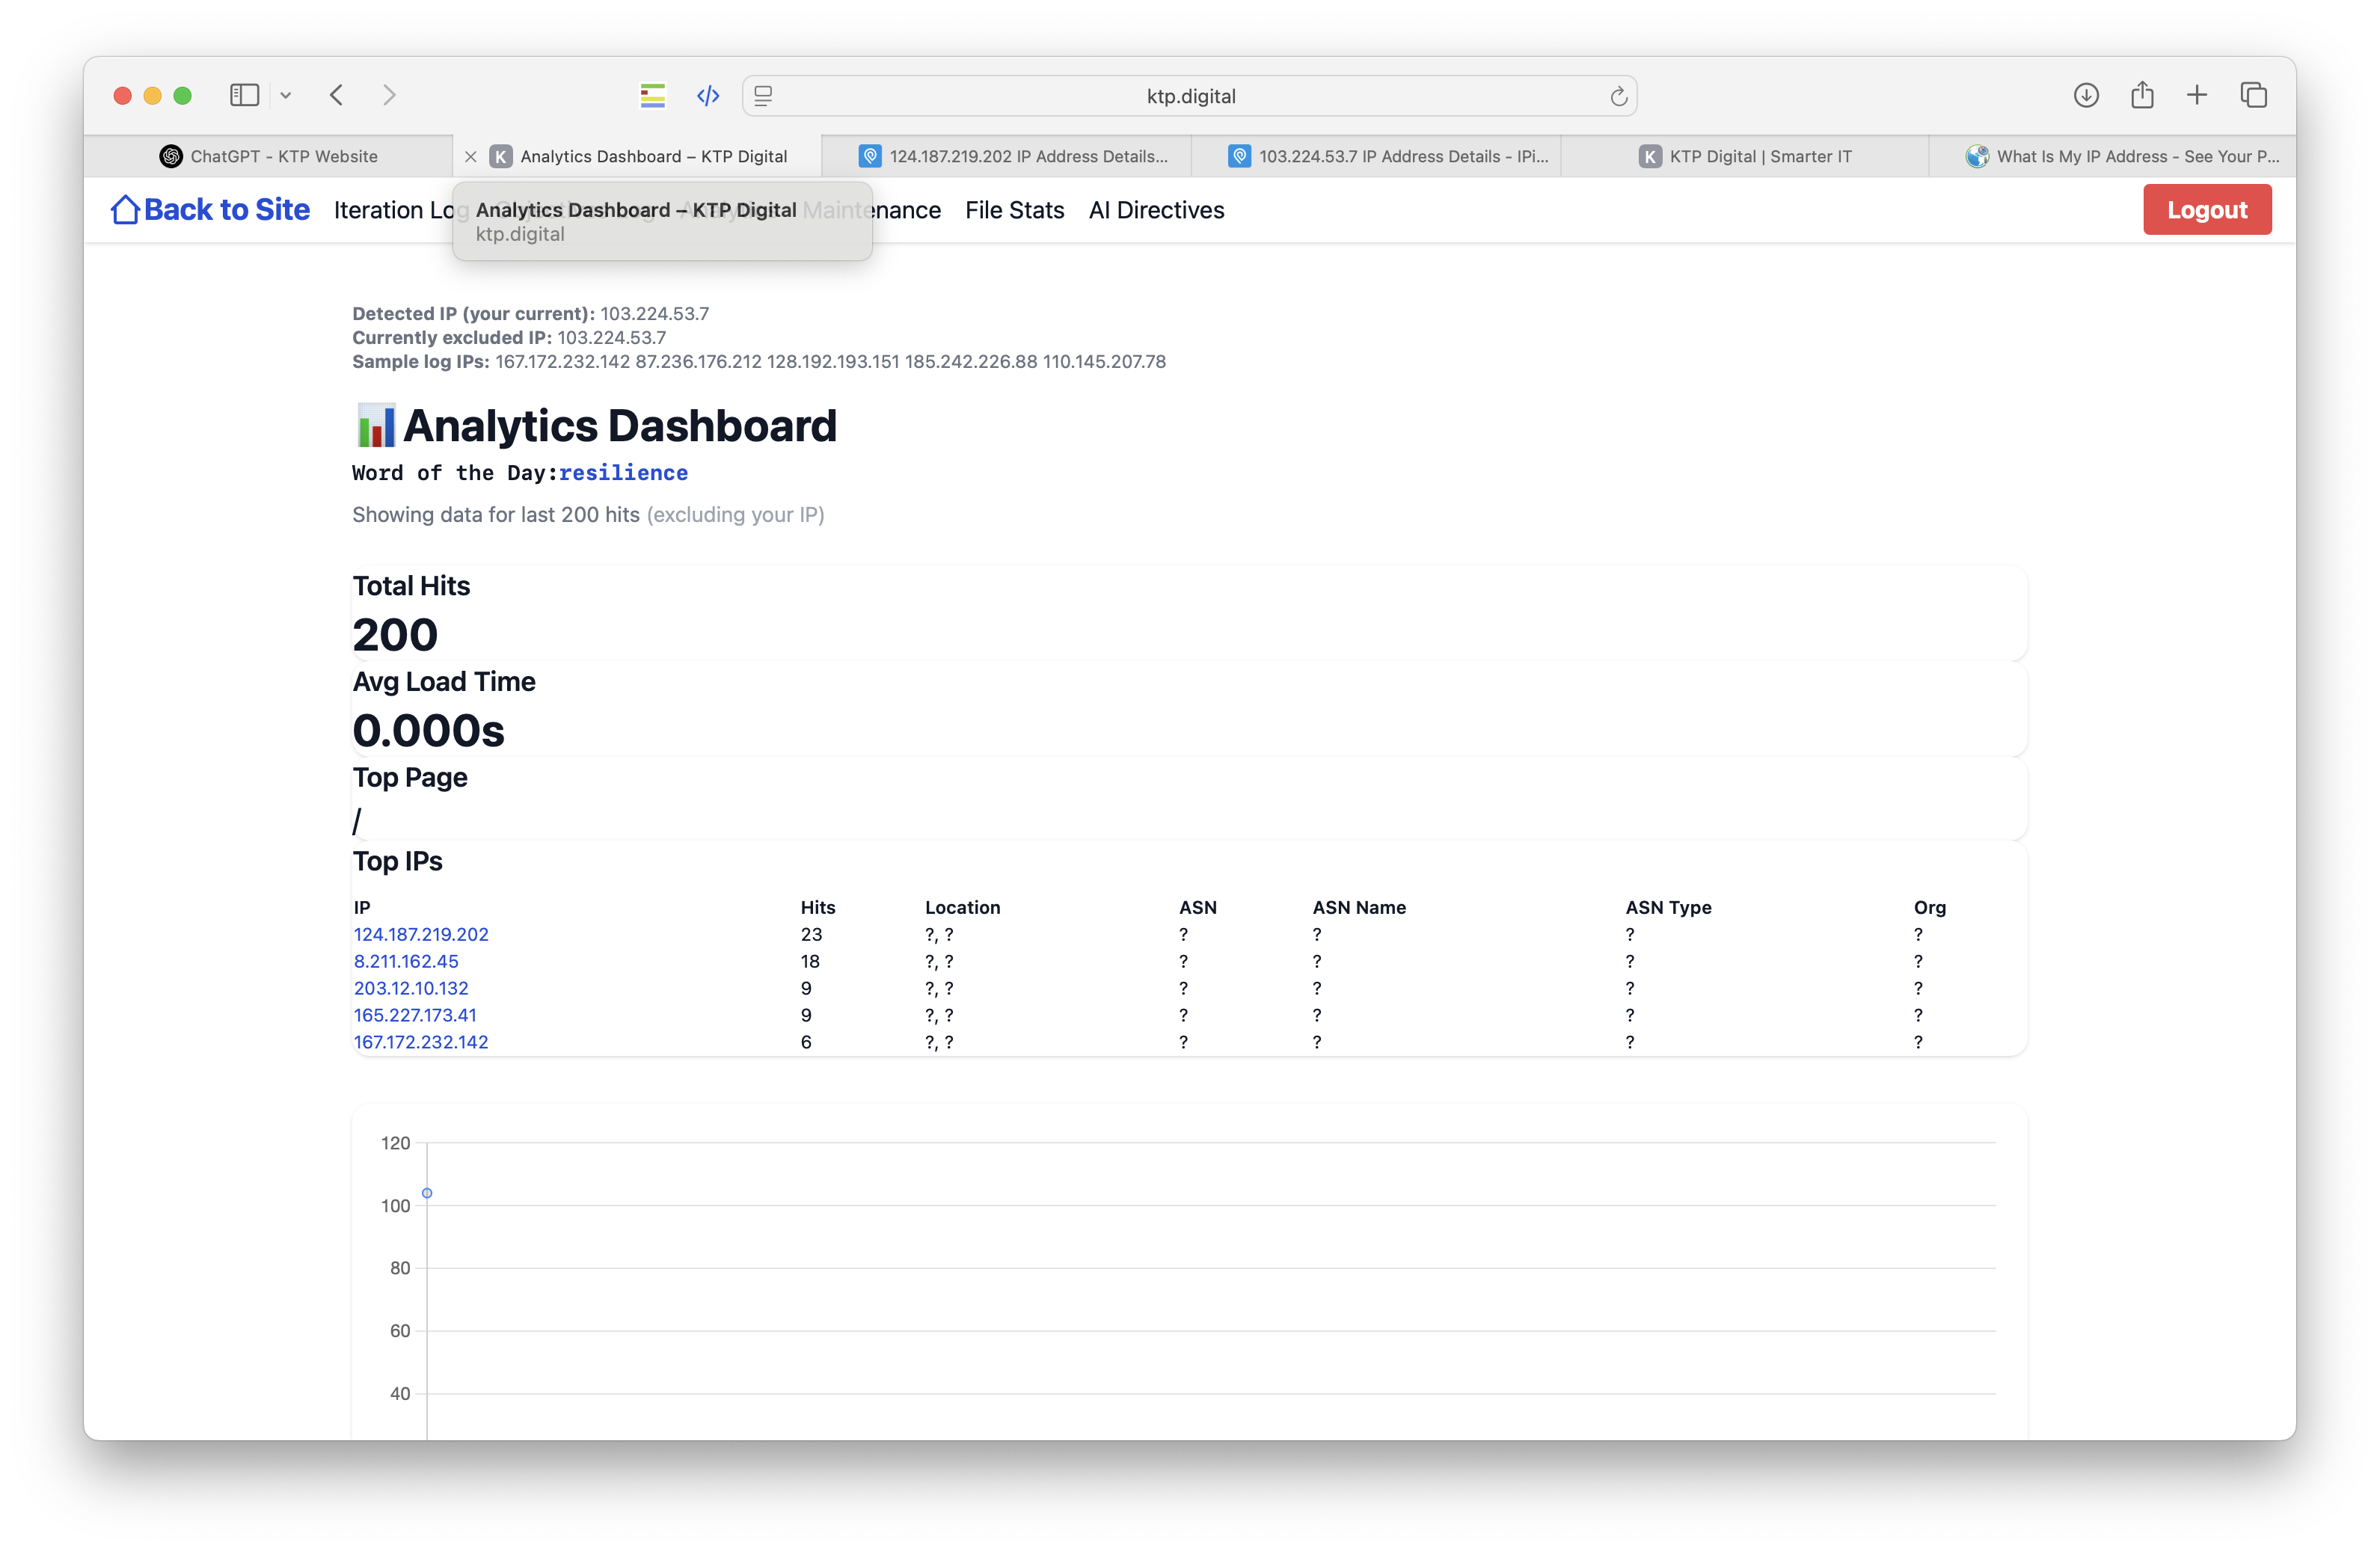 ktp.digital
ChatGPT - KTP Website
K Analytics Dashboard – KTP Digital
124.187.219.202 IP Address Details...
103.224.53.7 IP Address Details - IPi...
K KTP Digital | Smarter IT
What Is My IP Address - See Your P...
Back to Site Iteration Log Analytics Maintenance File Stats AI Directives Logout
Analytics Dashboard – KTP Digital
ktp.digital
Detected IP (your current): 103.224.53.7
Currently excluded IP: 103.224.53.7
Sample log IPs: 167.172.232.142 87.236.176.212 128.192.193.151 185.242.226.88 110.145.207.78
Analytics Dashboard
Word of the Day:resilience
Showing data for last 200 hits (excluding your IP)
Total Hits
200
Avg Load Time
0.000s
Top Page
/
Top IPs
IP Hits Location ASN ASN Name ASN Type Org
124.187.219.202 23 ?, ? ? ? ? ?
8.211.162.45 18 ?, ? ? ? ? ?
203.12.10.132 9 ?, ? ? ? ? ?
165.227.173.41 9 ?, ? ? ? ? ?
167.172.232.142 6 ?, ? ? ? ? ?
120
100
80
60
40